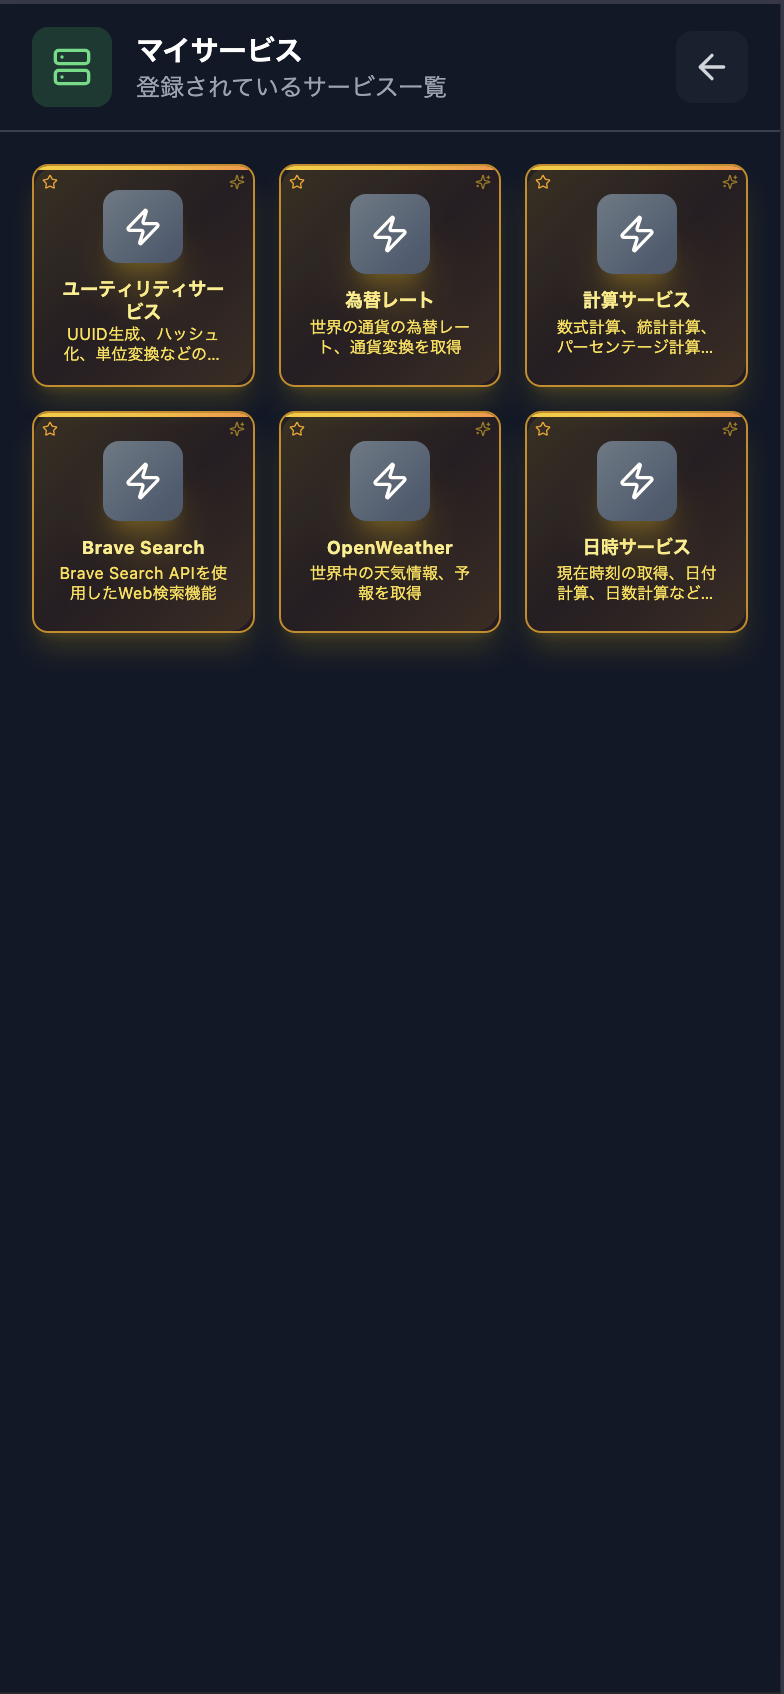 マイサービス
登録されているサービス一覧
ユーティリティサー
ビス
UUID生成、ハッシュ
化、単位変換などの...
為替レート
世界の通貨の為替レー
ト、通貨変換を取得
計算サービス
数式計算、統計計算、
パーセンテージ計算...
Brave Search
Brave Search APIを使
用したWeb検索機能
OpenWeather
世界中の天気情報、予
報を取得
日時サービス
現在時刻の取得、日付
計算、日数計算など...